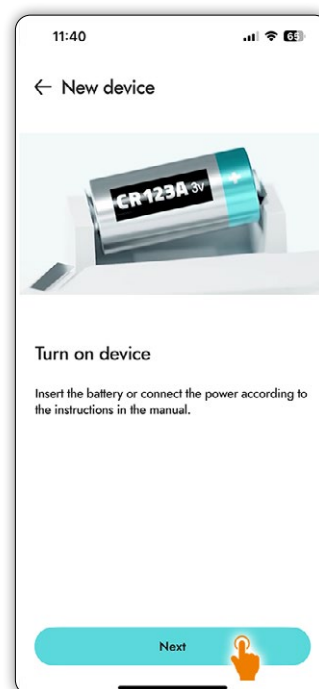 11:40
← New device
CR123A 3V
+
Turn on device
Insert the battery or connect the power according to
the instructions in the manual.
Next